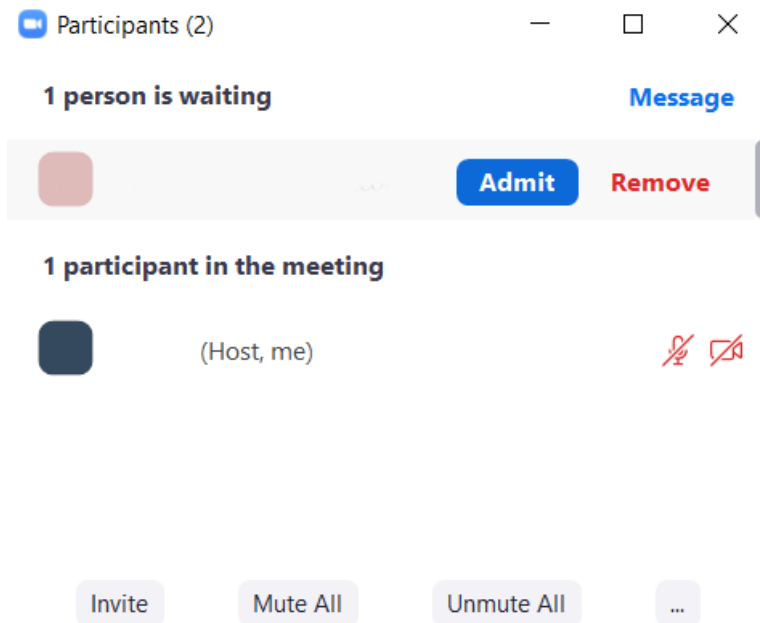 Participants (2)
1 person is waiting Message
Admit Remove
1 participant in the meeting
(Host, me)
Invite Mute All Unmute All ...